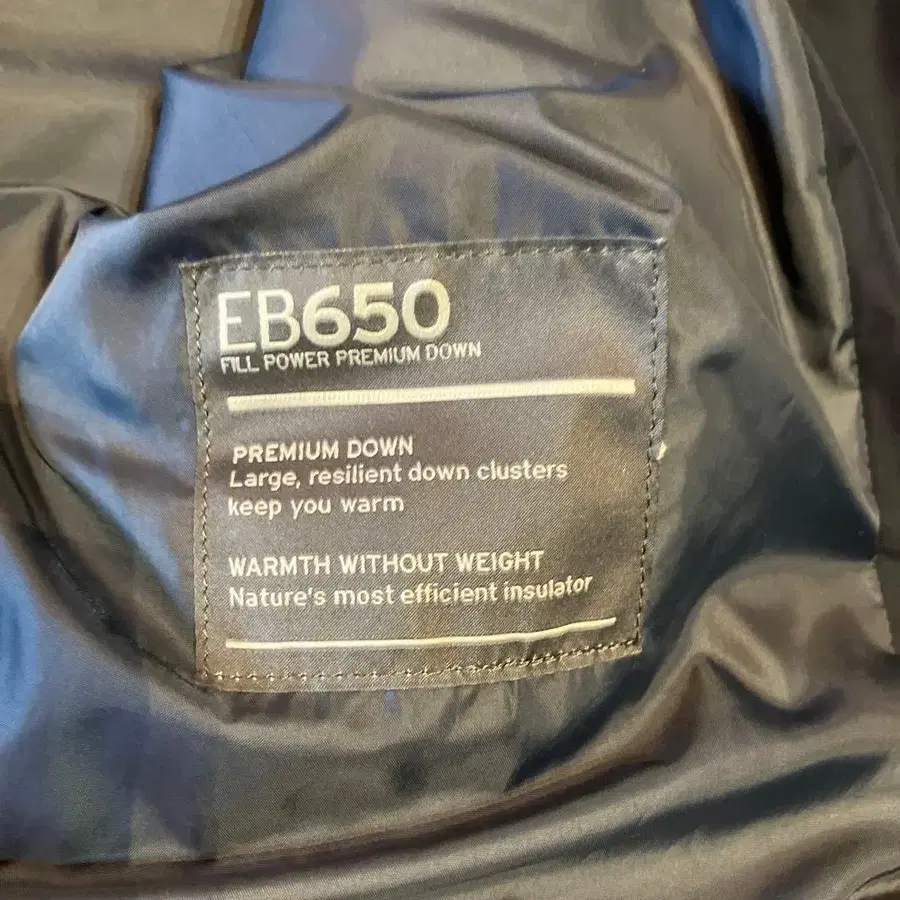 EB650
FILL POWER PREMIUM DOWN
PREMIUM DOWN
Large, resilient down clusters
keep you warm
WARMTH WITHOUT WEIGHT
Nature's most efficient insulator